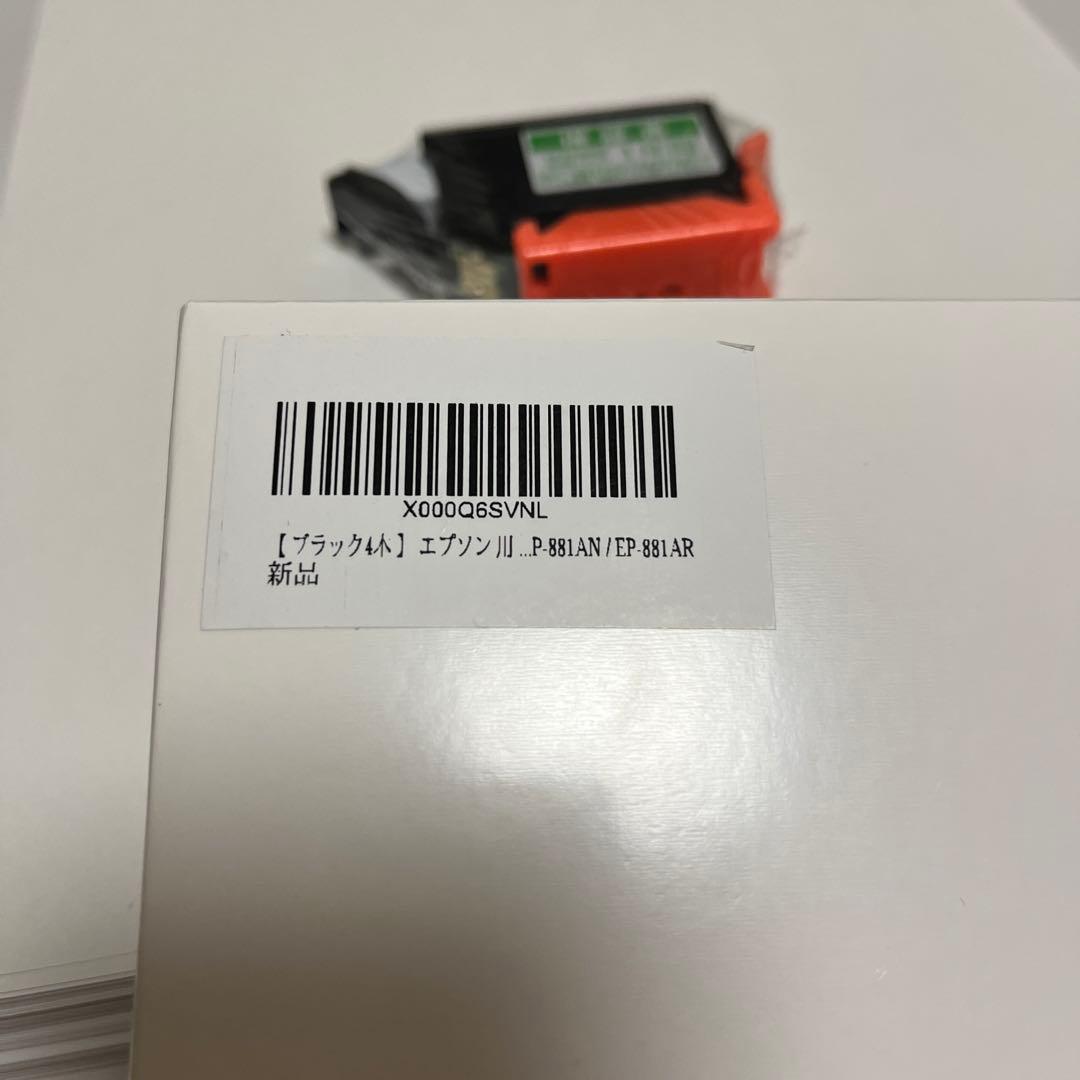 X000Q6SVNL
【ブラック4本】 エプソン用 ...P-881AN / EP-881AR
新品